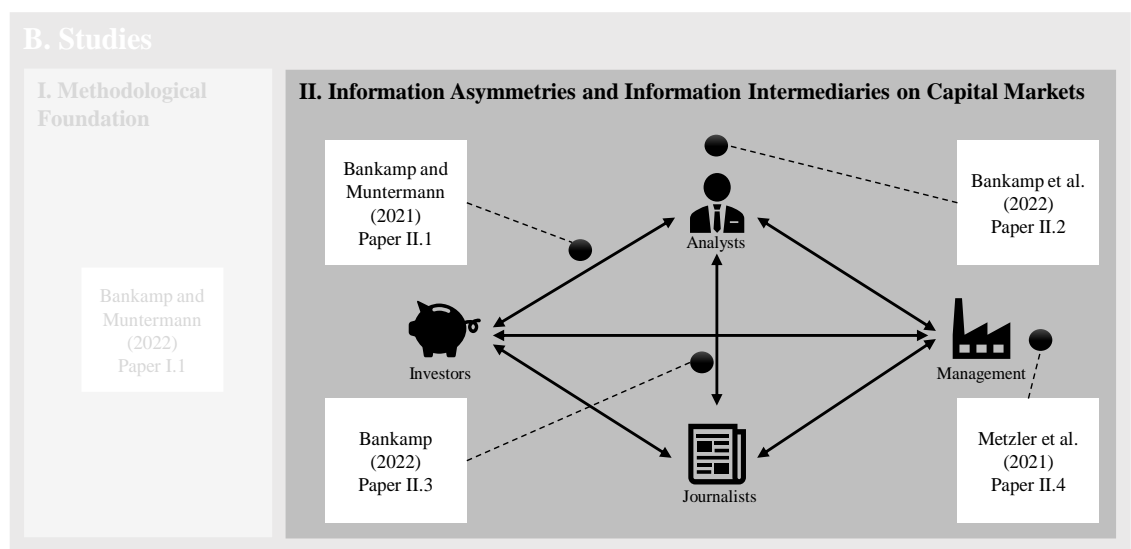 B. Studies
I. Methodological
Foundation
Bankamp and
Muntermann
(2022)
Paper I.1
II. Information Asymmetries and Information Intermediaries on Capital Markets
Bankamp and
Muntermann
(2021)
Paper II.1
Analysts
Bankamp et al.
(2022)
Paper II.2
Investors
Management
Bankamp
(2022)
Paper II.3
Journalists
Metzler et al.
(2021)
Paper II.4